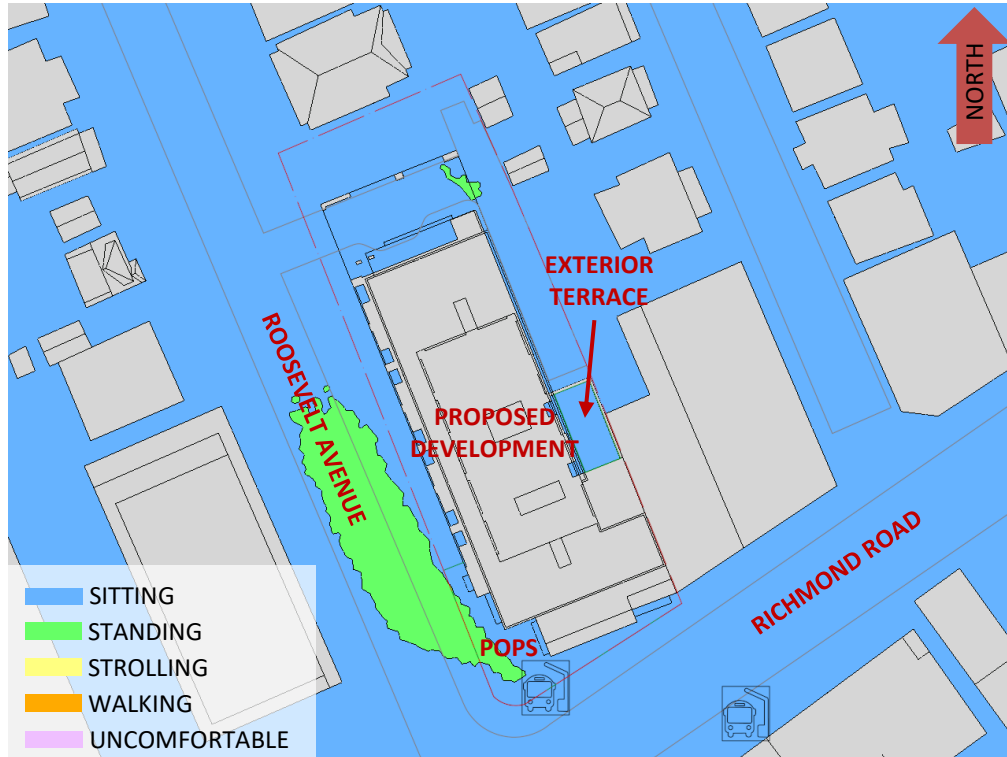 NORTH
EXTERIOR
TERRACE
ROOSEVELT AVENUE
PROPOSED
DEVELOPMENT
RICHMOND ROAD
POPS
SITTING
STANDING
STROLLING
WALKING
UNCOMFORTABLE